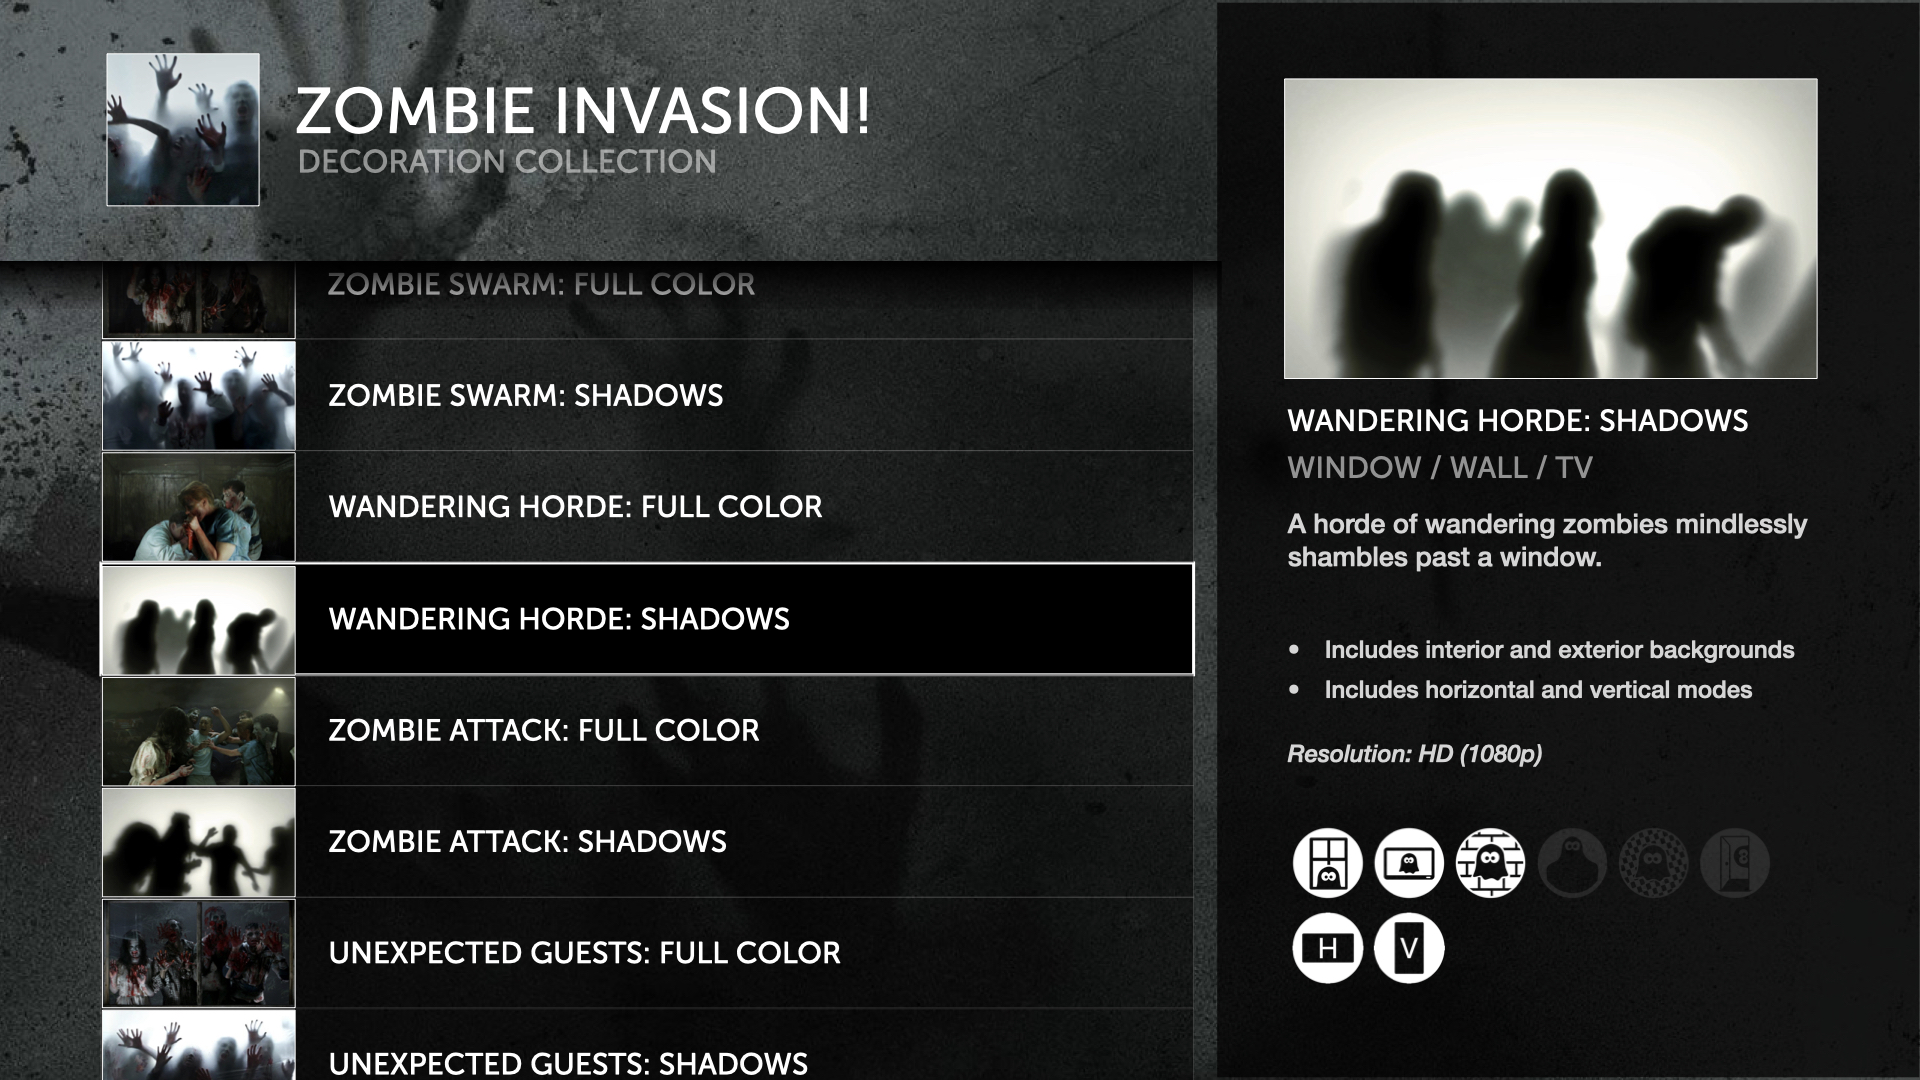 ZOMBIE INVASION!
DECORATION COLLECTION
ZOMBIE SWARM: FULL COLOR
ZOMBIE SWARM: SHADOWS
WANDERING HORDE: FULL COLOR
WANDERING HORDE: SHADOWS
ZOMBIE ATTACK: FULL COLOR
ZOMBIE ATTACK: SHADOWS
UNEXPECTED GUESTS: FULL COLOR
UNEXPECTED GUESTS: SHADOWS
WANDERING HORDE: SHADOWS
WINDOW / WALL / TV
A horde of wandering zombies mindlessly
shambles past a window.
• Includes interior and exterior backgrounds
• Includes horizontal and vertical modes
Resolution: HD (1080p)
H V